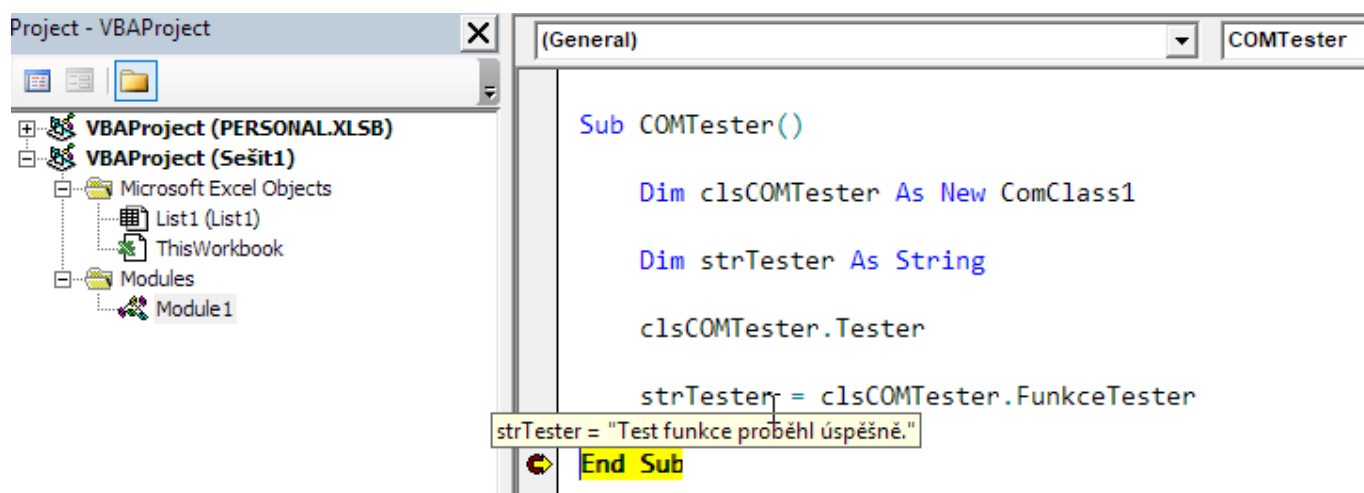 Project - VBAProject
VBAProject (PERSONAL.XLSB)
VBAProject (Sešit1)
Microsoft Excel Objects
List1 (List1)
ThisWorkbook
Modules
Module1
(General)
COMTester
Sub COMTester()
Dim clsCOMTester As New ComClass1
Dim strTester As String
clsCOMTester.Tester
strTester = clsCOMTester.FunkceTester
strTester = "Test funkce proběhl úspěšně."
End Sub